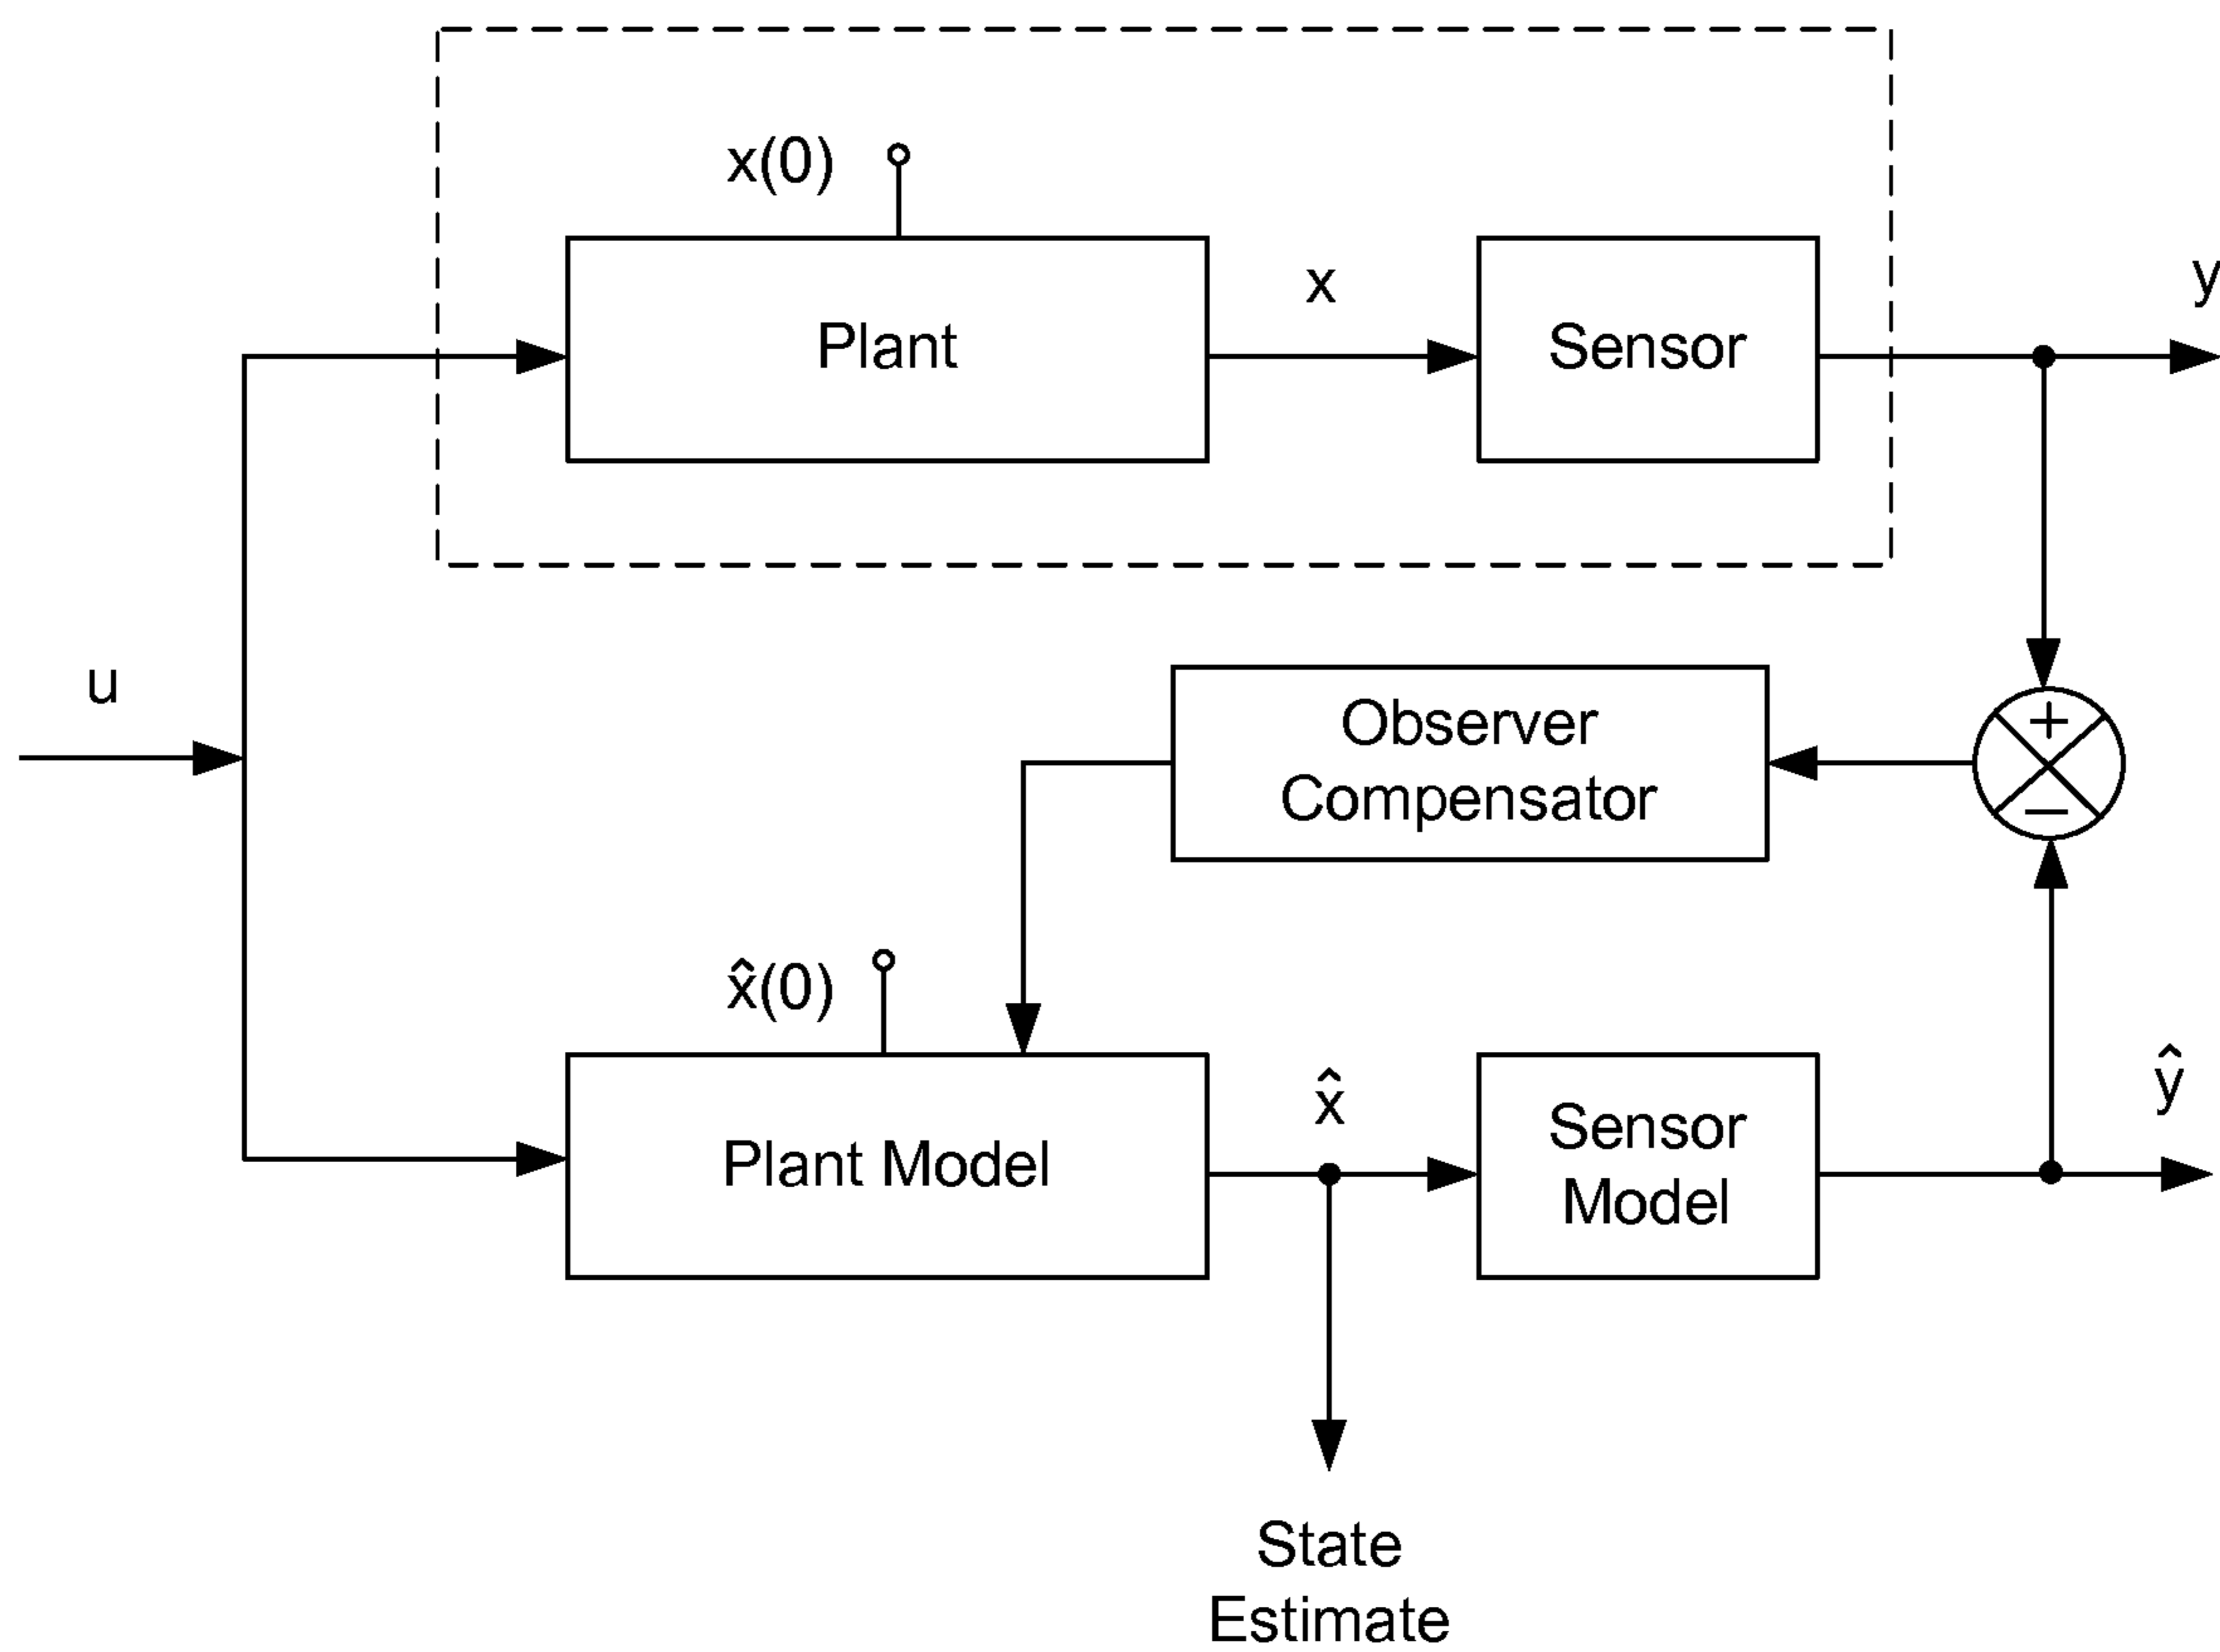 x(0)
x
y
Plant
Sensor
u
Observer
Compensator
+
−
x̂(0)
x̂
ŷ
Plant Model
Sensor
Model
State
Estimate